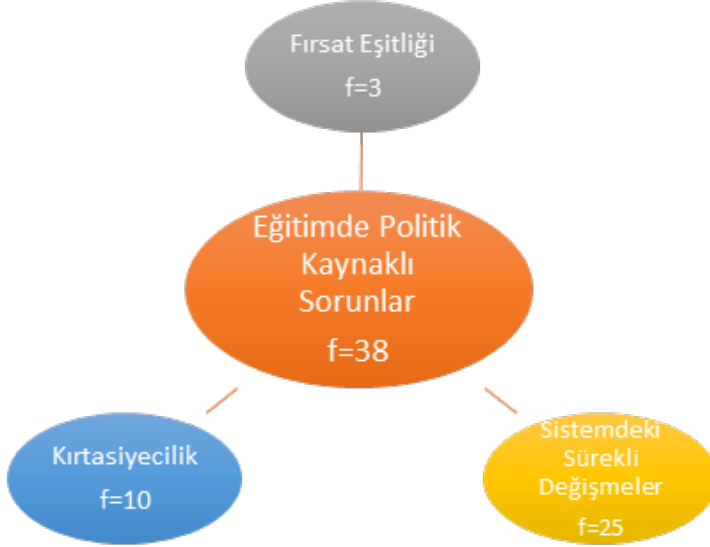 Fırsat Eşitliği
f=3
Eğitimde Politik
Kaynaklı
Sorunlar
f=38
Kırtasiyecilik
f=10
Sistemdeki
Sürekli
Değişmeler
f=25